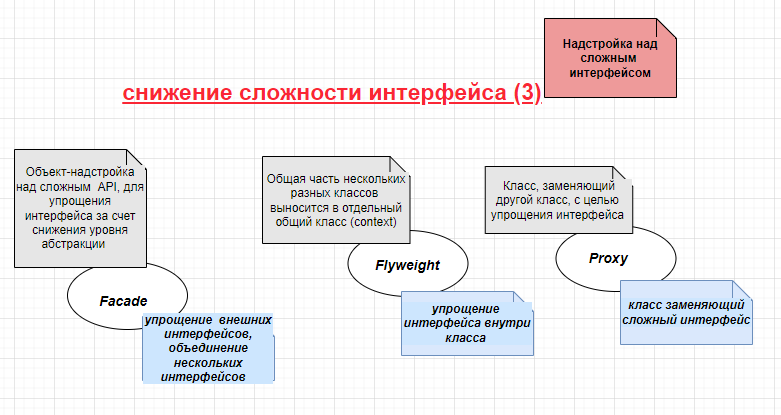 Надстройка над
сложным
интерфейсом
снижение сложности интерфейса (3)
Объект-надстройка
над сложным API, для
упрощения
интерфейса за счет
снижения уровня
абстракции
Facade
упрощение внешних
интерфейсов,
объединение
нескольких
интерфейсов
Общая часть нескольких
разных классов
выносится в отдельный
общий класс (context)
Flyweight
упрощение
интерфейса внутри
класса
Класс, заменяющий
другой класс, с целью
упрощения интерфейса
Proxy
класс заменяющий
сложный интерфейс